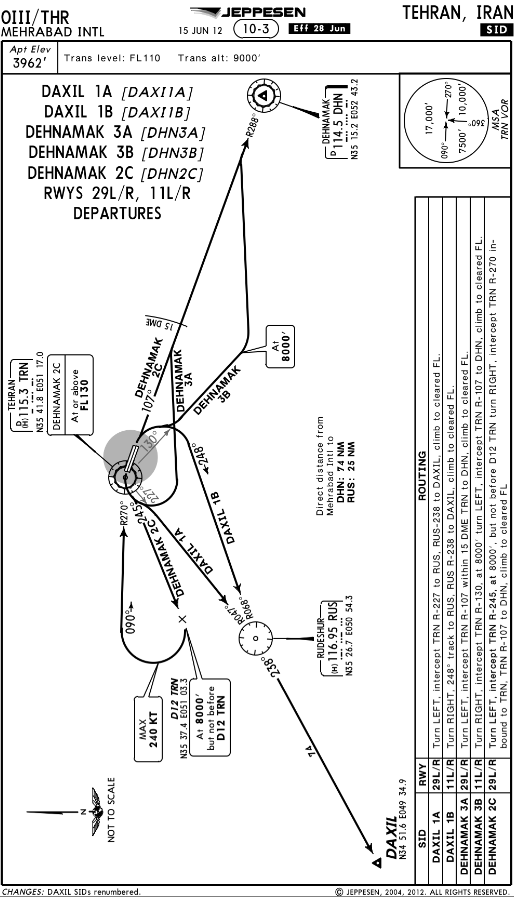 OIII/THR
MEHRABAD INTL
JEPPESEN
15 JUN 12
10-3
Eff 28 Jun
TEHRAN, IRAN
SID
Apt Elev
3962'
Trans level: FL110 Trans alt: 9000'
DAXIL 1A [DAXI1A]
DAXIL 1B [DAXI1B]
DEHNAMAK 3A [DHN3A]
DEHNAMAK 3B [DHN3B]
DEHNAMAK 2C [DHN2C]
RWYS 29L/R, 11L/R
DEPARTURES
R288°
DEHNAMAK
D
114.5 DHN
N35 15.2 E052 43.2
17,000'
090°
270°
10,000'
7500'
360°
MSA
TRN VOR
15 DME
DEHNAMAK
2C
107°
DEHNAMAK
3A
DEHNAMAK
3B
At
8000'
TEHRAN
D
(H) 115.3 TRN
N35 41.8 E051 17.0
DEHNAMAK 2C
At or above
FL130
130°
227°
248°
R270°
245°
DEHNAMAK 2C
DAXIL 1A
DAXIL 1B
Direct distance from
Mehrabad Intl to
DHN: 74 NM
RUS: 25 NM
090°
R047°
R068°
RUDESHUR
(H) 116.95 RUS
N35 26.7 E050 54.3
MAX
240 KT
D12 TRN
N35 37.4 E051 03.3
At 8000'
but not before
D12 TRN
238°
74
N
NOT TO SCALE
DAXIL
N34 51.6 E049 34.9
SID RWY ROUTING
DAXIL 1A 29L/R Turn LEFT, intercept TRN R-227 to RUS, RUS-238 to DAXIL, climb to cleared FL.
DAXIL 1B 11L/R Turn RIGHT, 248° track to RUS, RUS R-238 to DAXIL, climb to cleared FL.
DEHNAMAK 3A 29L/R Turn LEFT, intercept R-107 within 15 DME TRN to DHN, climb to cleared FL.
DEHNAMAK 3B 11L/R Turn RIGHT, intercept TRN R-130, at 8000' turn LEFT, intercept TRN R-107 to DHN, climb to cleared FL.
DEHNAMAK 2C 29L/R Turn LEFT, intercept TRN R-245, at 8000', but not before D12 TRN turn RIGHT, intercept TRN R-270 in-
bound to TRN, TRN R-107 to DHN, climb to cleared FL
CHANGES: DAXIL SIDs renumbered.
© JEPPESEN, 2004, 2012. ALL RIGHTS RESERVED.